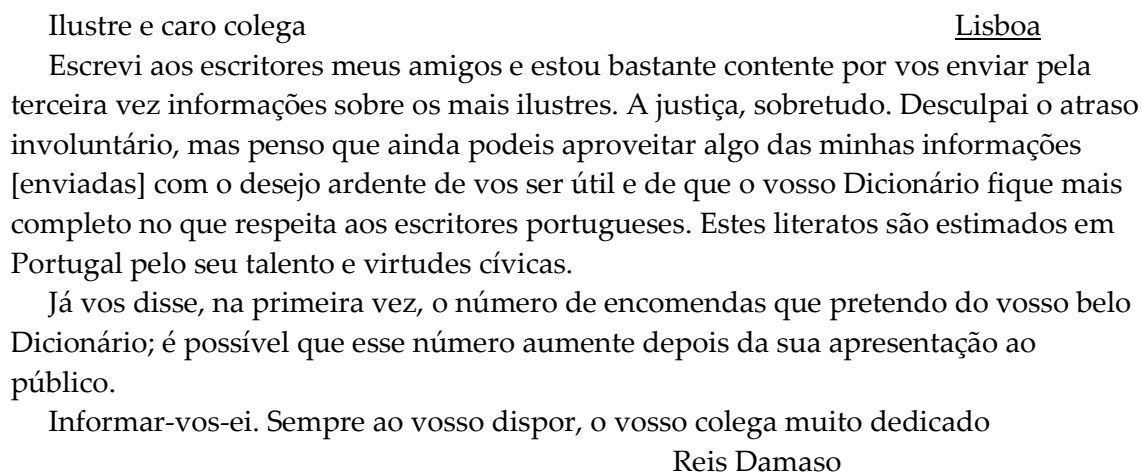 Ilustre e caro colega Lisboa
Escrevi aos escritores meus amigos e estou bastante contente por vos enviar pela
terceira vez informações sobre os mais ilustres. A justiça, sobretudo. Desculpai o atraso
involuntário, mas penso que ainda podeis aproveitar algo das minhas informações
[enviadas] com o desejo ardente de vos ser útil e de que o vosso Dicionário fique mais
completo no que respeita aos escritores portugueses. Estes literatos são estimados em
Portugal pelo seu talento e virtudes cívicas.
Já vos disse, na primeira vez, o número de encomendas que pretendo do vosso belo
Dicionário; é possível que esse número aumente depois da sua apresentação ao
público.
Informar-vos-ei. Sempre ao vosso dispor, o vosso colega muito dedicado
Reis Damaso